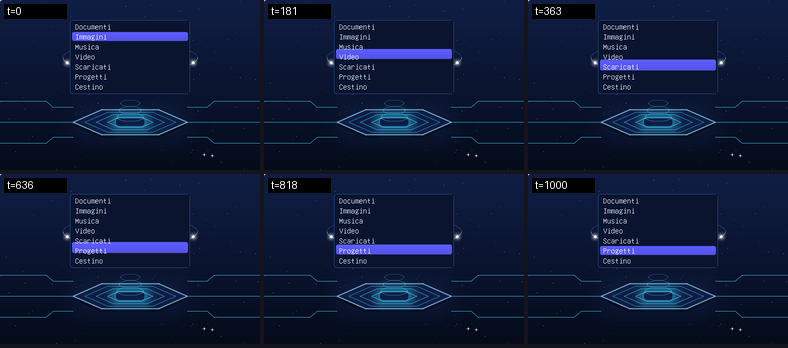 t=0
Documenti
Immagini
Musica
Video
Scaricati
Progetti
Cestino
t=181
Documenti
Immagini
Musica
Video
Scaricati
Progetti
Cestino
t=363
Documenti
Immagini
Musica
Video
Scaricati
Progetti
Cestino
t=636
Documenti
Immagini
Musica
Video
Scaricati
Progetti
Cestino
t=818
Documenti
Immagini
Musica
Video
Scaricati
Progetti
Cestino
t=1000
Documenti
Immagini
Musica
Video
Scaricati
Progetti
Cestino